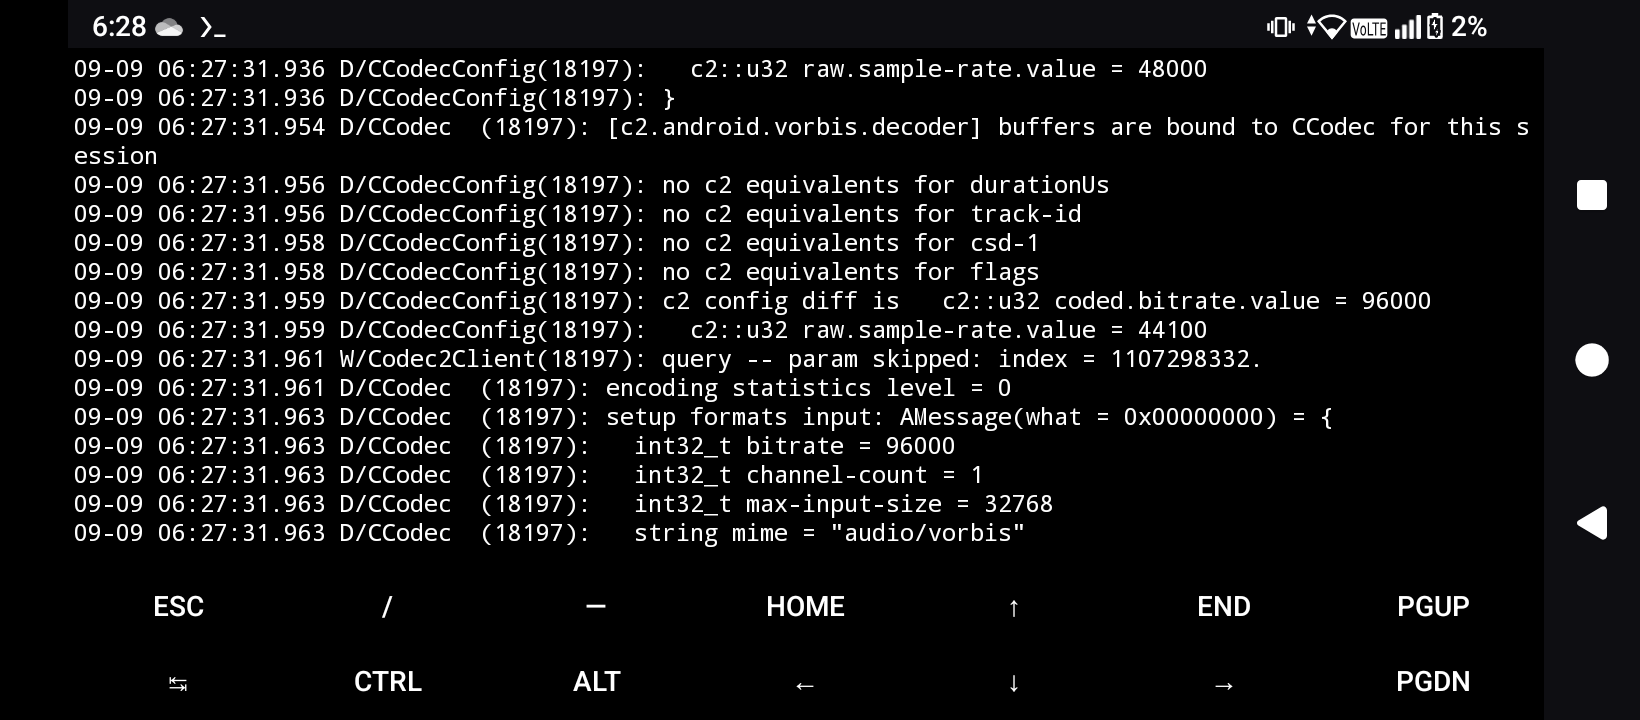 6:28 VoLTE 2%
09-09 06:27:31.936 D/CCodecConfig(18197):   c2::u32 raw.sample-rate.value = 48000
09-09 06:27:31.936 D/CCodecConfig(18197): }
09-09 06:27:31.954 D/CCodec  (18197): [c2.android.vorbis.decoder] buffers are bound to CCodec for this s
ession
09-09 06:27:31.956 D/CCodecConfig(18197): no c2 equivalents for durationUs
09-09 06:27:31.956 D/CCodecConfig(18197): no c2 equivalents for track-id
09-09 06:27:31.958 D/CCodecConfig(18197): no c2 equivalents for csd-1
09-09 06:27:31.958 D/CCodecConfig(18197): no c2 equivalents for flags
09-09 06:27:31.959 D/CCodecConfig(18197): c2 config diff is   c2::u32 coded.bitrate.value = 96000
09-09 06:27:31.959 D/CCodecConfig(18197):   c2::u32 raw.sample-rate.value = 44100
09-09 06:27:31.961 W/Codec2Client(18197): query -- param skipped: index = 1107298332.
09-09 06:27:31.961 D/CCodec  (18197): encoding statistics level = 0
09-09 06:27:31.963 D/CCodec  (18197): setup formats input: AMessage(what = 0x00000000) = {
09-09 06:27:31.963 D/CCodec  (18197):   int32_t bitrate = 96000
09-09 06:27:31.963 D/CCodec  (18197):   int32_t channel-count = 1
09-09 06:27:31.963 D/CCodec  (18197):   int32_t max-input-size = 32768
09-09 06:27:31.963 D/CCodec  (18197):   string mime = "audio/vorbis"
ESC / — HOME ↑ END PGUP
↹ CTRL ALT ← ↓ → PGDN